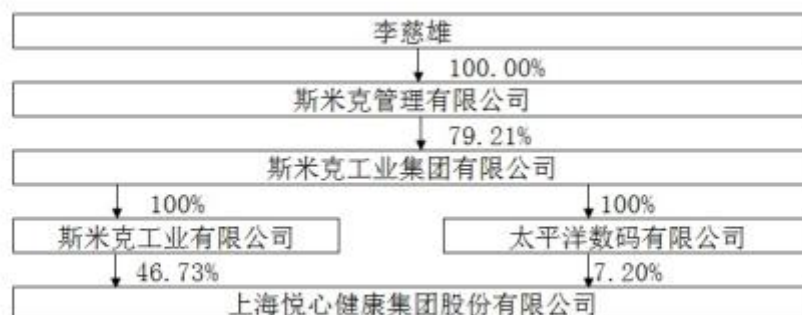 李慈雄
100.00%
斯米克管理有限公司
79.21%
斯米克工业集团有限公司
100% 100%
斯米克工业有限公司 太平洋数码有限公司
46.73% 7.20%
上海悦心健康集团股份有限公司